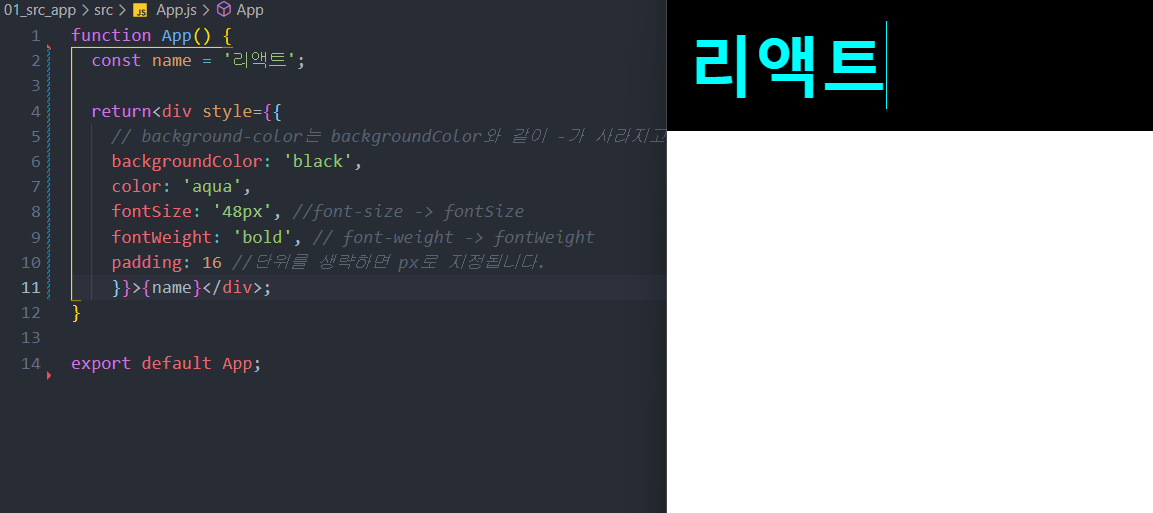 01_src_app > src > JS App.js > App
1 function App() {
2 const name = '리액트';
3
4 return<div style={{
5 // background-color는 backgroundColor와 같이 -가 사라지고
6 backgroundColor: 'black',
7 color: 'aqua',
8 fontSize: '48px', //font-size -> fontSize
9 fontWeight: 'bold', // font-weight -> fontWeight
10 padding: 16 //단위를 생략하면 px로 지정됩니다.
11 }}>{name}</div>;
12 }
13
14 export default App;
리액트